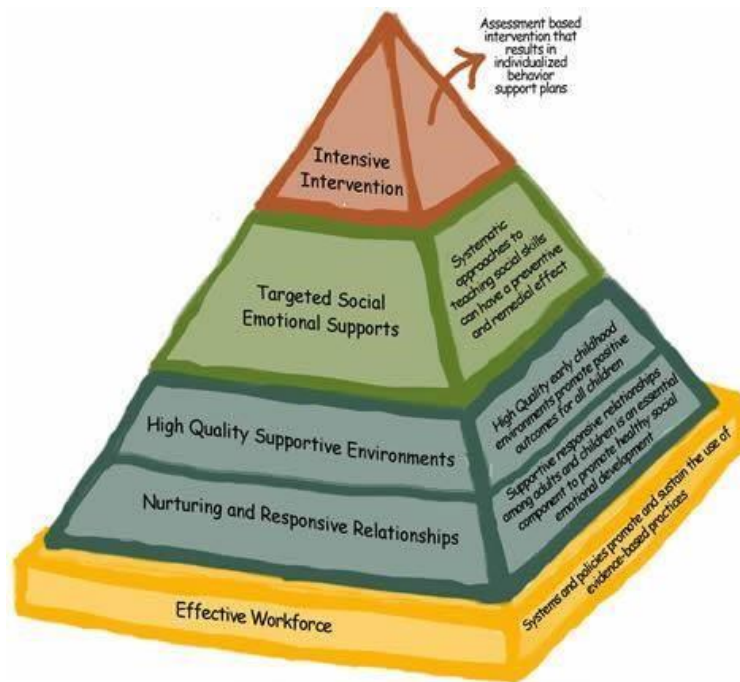 Assessment based
intervention that
results in
individualized
behavior
support plans
Intensive
Intervention
Systematic
approaches to
teaching social skills
can have a preventive
and remedial effect
Targeted Social
Emotional Supports
High Quality early childhood
environments promote positive
outcomes for all children
High Quality Supportive Environments
Supportive responsive relationships
among adults and children is an essential
component to promote healthy social
emotional development
Nurturing and Responsive Relationships
Systems and policies promote and sustain the use of
evidence-based practices
Effective Workforce